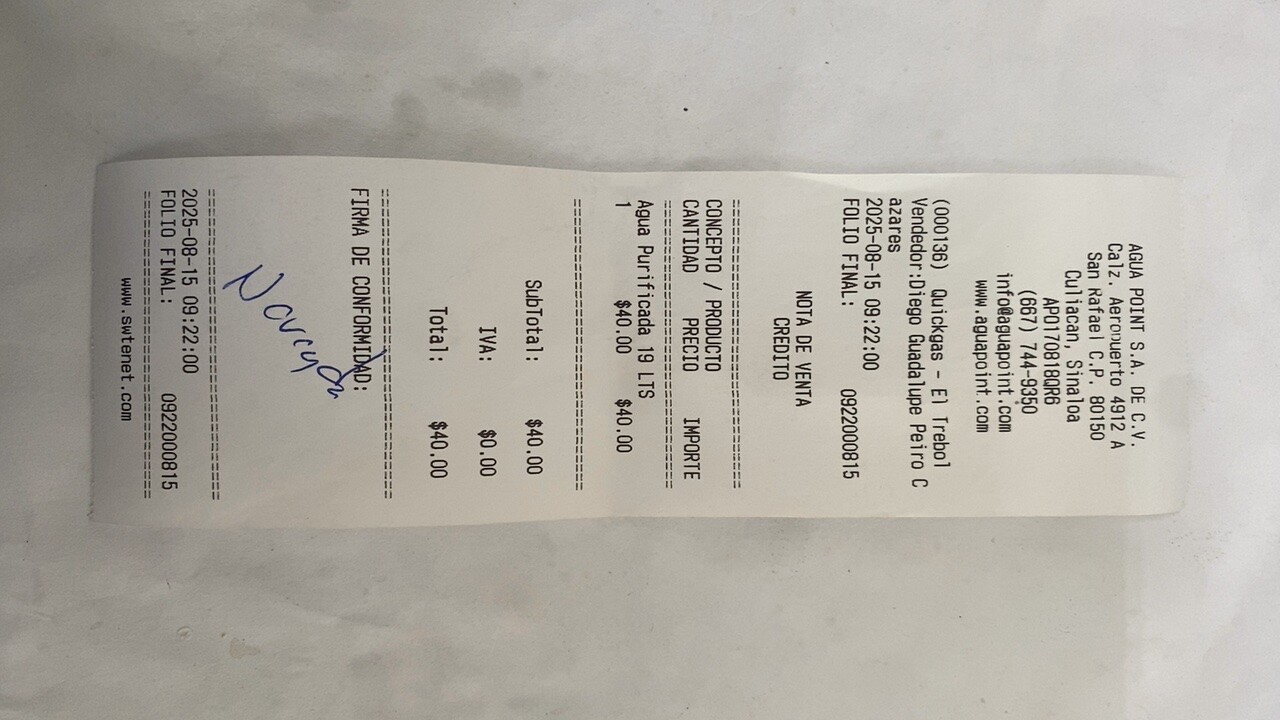 AGUA POINT S.A. DE C.V.
Calz. Aeropuerto 4912 A
San Rafael C.P. 80150
Culiacan, Sinaloa
APO170818QR6
(667) 744-9350
info@aguapoint.com
www.aguapoint.com
(000136) Quickgas - El Trebol
Vendedor:Diego Guadalupe Peiro C
azares
2025-08-15 09:22:00
FOLIO FINAL: 0922000815
NOTA DE VENTA
CREDITO
================================
CONCEPTO / PRODUCTO
CANTIDAD PRECIO IMPORTE
================================
Agua Purificada 19 LTS
1 $40.00 $40.00
================================
SubTotal: $40.00
IVA: $0.00
Total: $40.00
================================
FIRMA DE CONFORMIDAD:
================================
2025-08-15 09:22:00
FOLIO FINAL: 0922000815
================================
www.swtenet.com